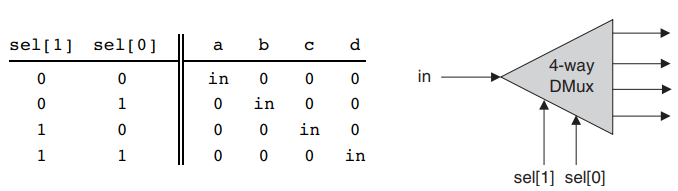 sel[1] sel[0] a b c d
0 0 in 0 0 0
0 1 0 in 0 0
1 0 0 0 in 0
1 1 0 0 0 in
in
4-way
DMux
sel[1] sel[0]